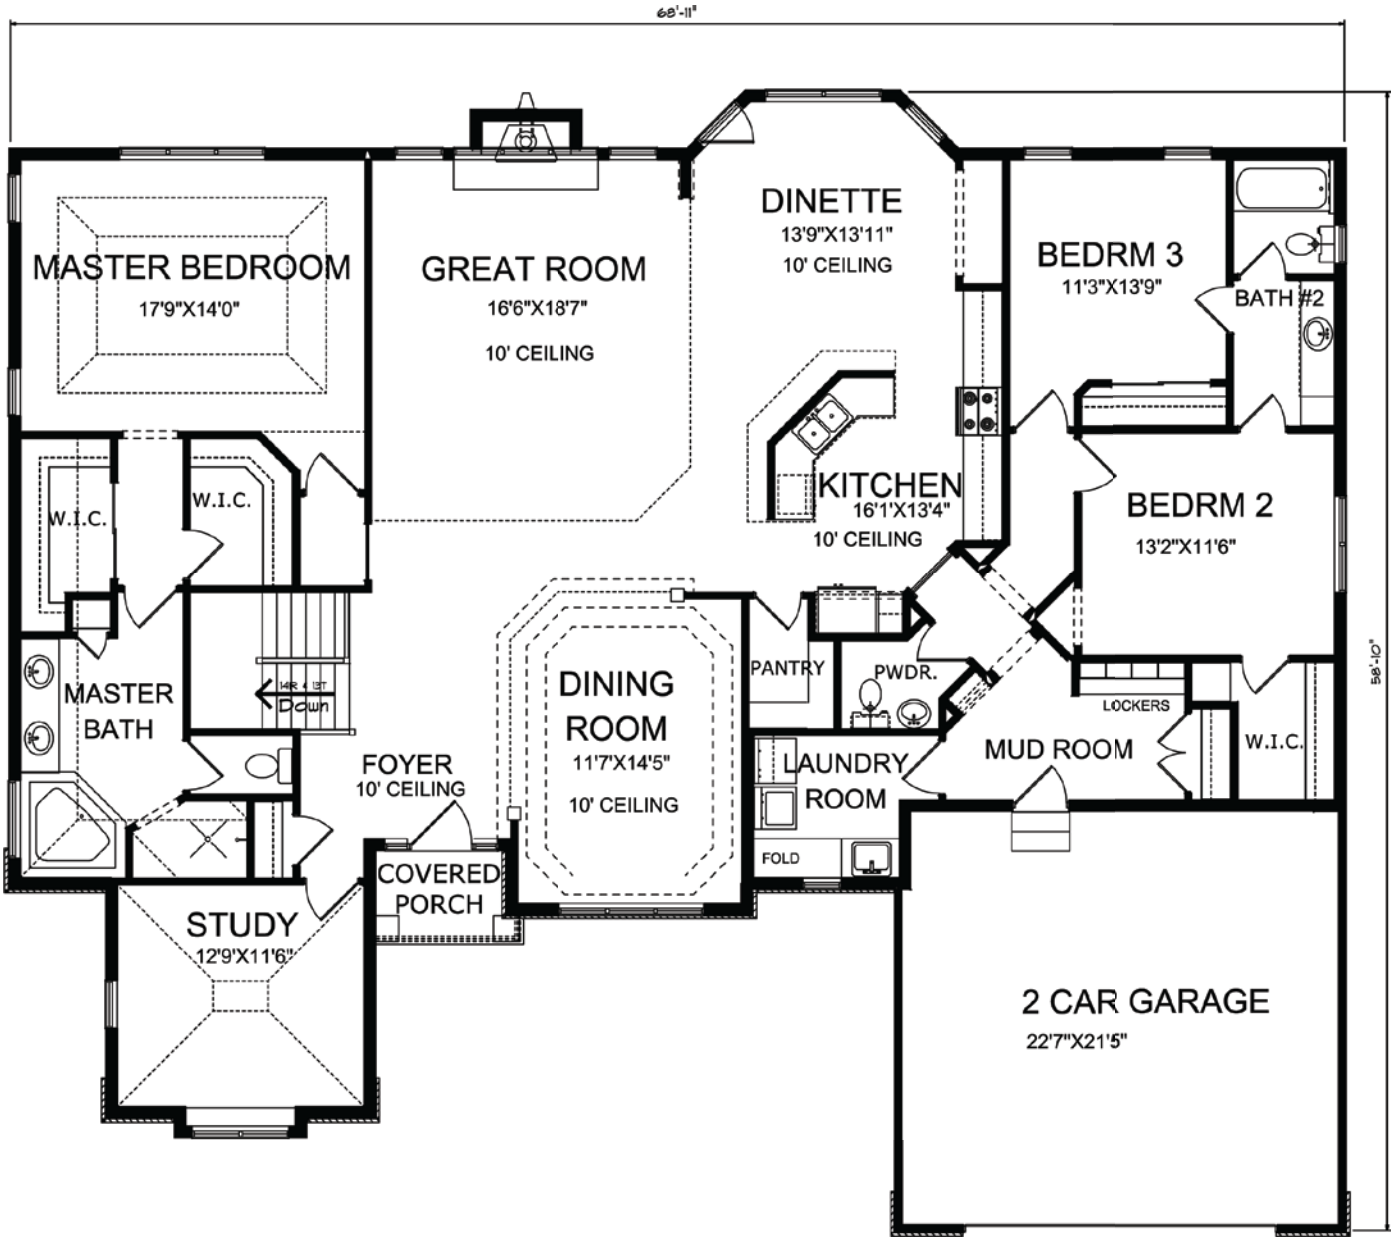 68'-11"
MASTER BEDROOM
17'9"X14'0"
GREAT ROOM
16'6"X18'7"
10' CEILING
DINETTE
13'9"X13'11"
10' CEILING
BEDRM 3
11'3"X13'9"
BATH #2
W.I.C.
W.I.C.
KITCHEN
16'1'X13'4"
10' CEILING
BEDRM 2
13'2"X11'6"
58'-10"
MASTER
BATH
14R & 13T
Down
DINING
ROOM
11'7'X14'5"
10' CEILING
PANTRY
PWDR.
LOCKERS
MUD ROOM
W.I.C.
FOYER
10' CEILING
LAUNDRY
ROOM
FOLD
COVERED
PORCH
STUDY
12'9'X11'6"
2 CAR GARAGE
22'7"X21'5"